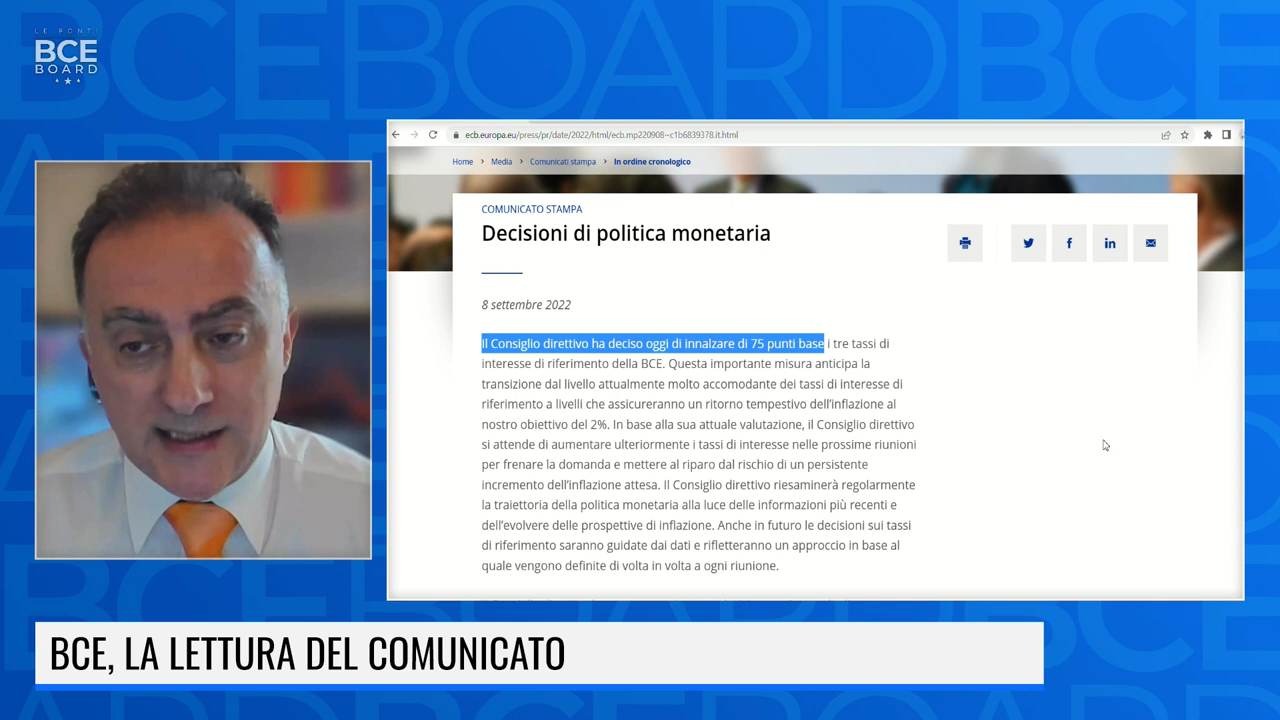 LE FONTI
BCE
BOARD
ecb.europa.eu/press/pr/date/2022/html/ecb.mp220908~c1b6839378.it.html
Home > Media > Comunicati stampa > In ordine cronologico
COMUNICATO STAMPA
Decisioni di politica monetaria
8 settembre 2022
Il Consiglio direttivo ha deciso oggi di innalzare di 75 punti base i tre tassi di
interesse di riferimento della BCE. Questa importante misura anticipa la
transizione dal livello attualmente molto accomodante dei tassi di interesse di
riferimento a livelli che assicureranno un ritorno tempestivo dell'inflazione al
nostro obiettivo del 2%. In base alla sua attuale valutazione, il Consiglio direttivo
si attende di aumentare ulteriormente i tassi di interesse nelle prossime riunioni
per frenare la domanda e mettere al riparo dal rischio di un persistente
incremento dell'inflazione attesa. Il Consiglio direttivo riesaminerà regolarmente
la traiettoria della politica monetaria alla luce delle informazioni più recenti e
dell'evolvere delle prospettive di inflazione. Anche in futuro le decisioni sui tassi
di riferimento saranno guidate dai dati e rifletteranno un approccio in base al
quale vengono definite di volta in volta a ogni riunione.
BCE, LA LETTURA DEL COMUNICATO